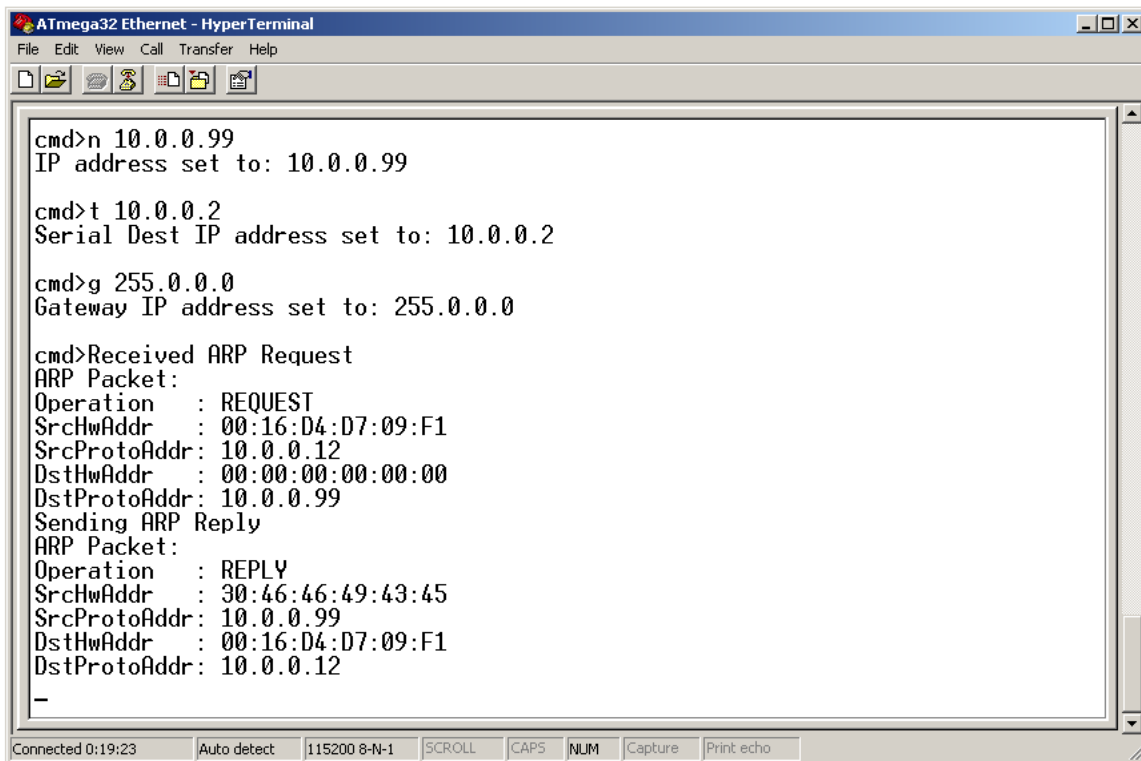 ATmega32 Ethernet - HyperTerminal
File Edit View Call Transfer Help
cmd>n 10.0.0.99
IP address set to: 10.0.0.99
cmd>t 10.0.0.2
Serial Dest IP address set to: 10.0.0.2
cmd>g 255.0.0.0
Gateway IP address set to: 255.0.0.0
cmd>Received ARP Request
ARP Packet:
Operation   : REQUEST
SrcHwAddr   : 00:16:D4:D7:09:F1
SrcProtoAddr: 10.0.0.12
DstHwAddr   : 00:00:00:00:00:00
DstProtoAddr: 10.0.0.99
Sending ARP Reply
ARP Packet:
Operation   : REPLY
SrcHwAddr   : 30:46:46:49:43:45
SrcProtoAddr: 10.0.0.99
DstHwAddr   : 00:16:D4:D7:09:F1
DstProtoAddr: 10.0.0.12
_
Connected 0:19:23 Auto detect 115200 8-N-1 SCROLL CAPS NUM Capture Print echo